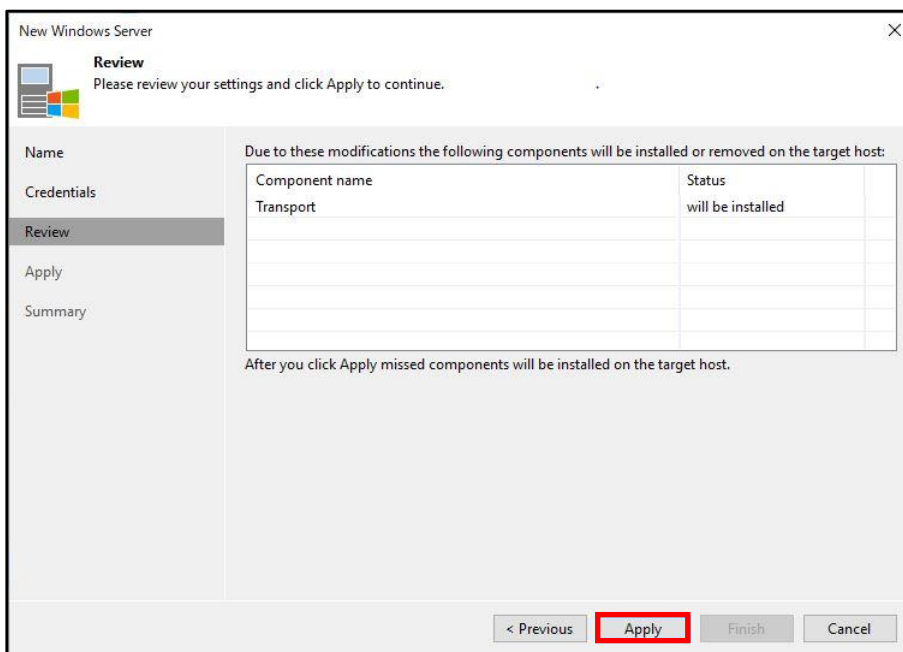 New Windows Server
Review
Please review your settings and click Apply to continue.
Name
Credentials
Review
Apply
Summary
Due to these modifications the following components will be installed or removed on the target host:
Component name Status
Transport will be installed
After you click Apply missed components will be installed on the target host.
< Previous Apply Finish Cancel